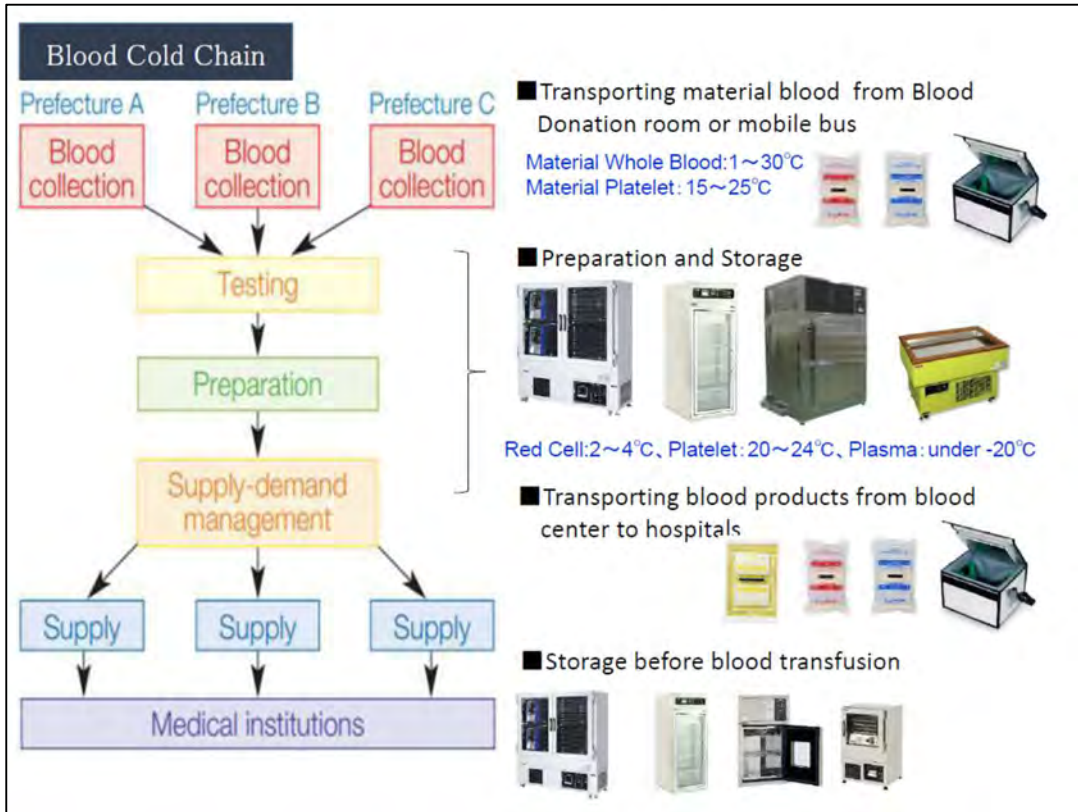 Blood Cold Chain
Prefecture A
Prefecture B
Prefecture C
Blood
collection
Blood
collection
Blood
collection
Testing
Preparation
Supply-demand
management
Supply
Supply
Supply
Medical institutions
■Transporting material blood from Blood
Donation room or mobile bus
Material Whole Blood:1～30℃
Material Platelet：15～25℃
■Preparation and Storage
Red Cell:2～4℃、Platelet：20～24℃、Plasma：under -20℃
■Transporting blood products from blood
center to hospitals
■Storage before blood transfusion